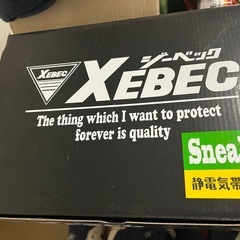 ジーベック
XEBEC
XEBEC
The thing which I want to protect
forever is quality
静電気帯